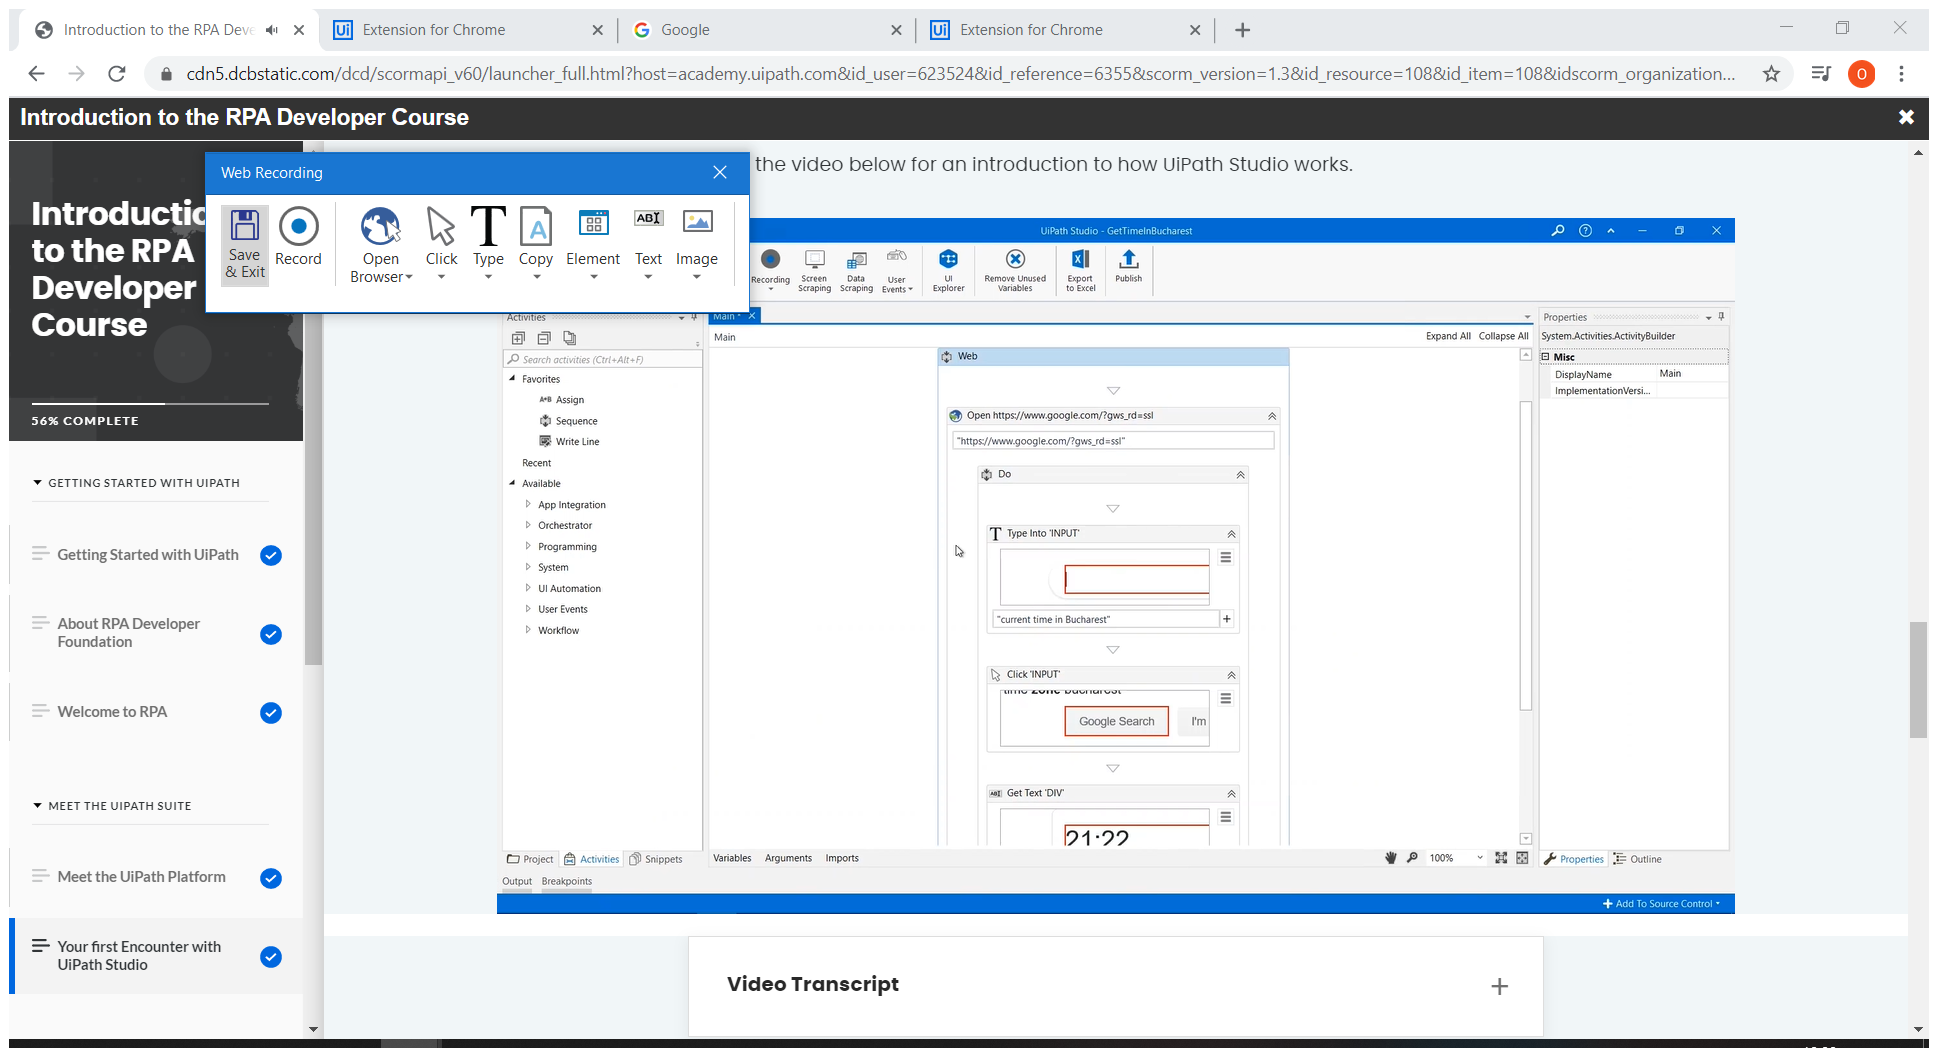 Introduction to the RPA Deve
Extension for Chrome
Google
Extension for Chrome
cdn5.dcbstatic.com/dcd/scormapi_v60/launcher_full.html?host=academy.uipath.com&id_user=623524&id_reference=6355&scorm_version=1.3&id_resource=108&id_item=108&idscorm_organization...
O
Introduction to the RPA Developer Course
the video below for an introduction to how UiPath Studio works.
Web Recording
Save & Exit
Record
Open Browser
Click
Type
Copy
Element
Text
Image
Introductio
to the RPA
Developer
Course
56% COMPLETE
GETTING STARTED WITH UIPATH
Getting Started with UiPath
About RPA Developer
Foundation
Welcome to RPA
MEET THE UIPATH SUITE
Meet the UiPath Platform
Your first Encounter with
UiPath Studio
UiPath Studio - GetTimeInBucharest
Recording
Screen Scraping
Data Scraping
User Events
UI Explorer
Remove Unused Variables
Export to Excel
Publish
Activities
Search activities (Ctrl+Alt+F)
Favorites
A+B Assign
Sequence
Write Line
Recent
Available
App Integration
Orchestrator
Programming
System
UI Automation
User Events
Workflow
Project
Activities
Snippets
Main *
Main
Expand All
Collapse All
Web
Open https://www.google.com/?gws_rd=ssl
"https://www.google.com/?gws_rd=ssl"
Do
Type Into 'INPUT'
"current time in Bucharest"
Click 'INPUT'
time zone bucharest
Google Search
I'm
Get Text 'DIV'
21:22
Variables
Arguments
Imports
100%
Properties
System.Activities.ActivityBuilder
Misc
DisplayName
Main
ImplementationVersi...
Properties
Outline
Output
Breakpoints
Add To Source Control
Video Transcript